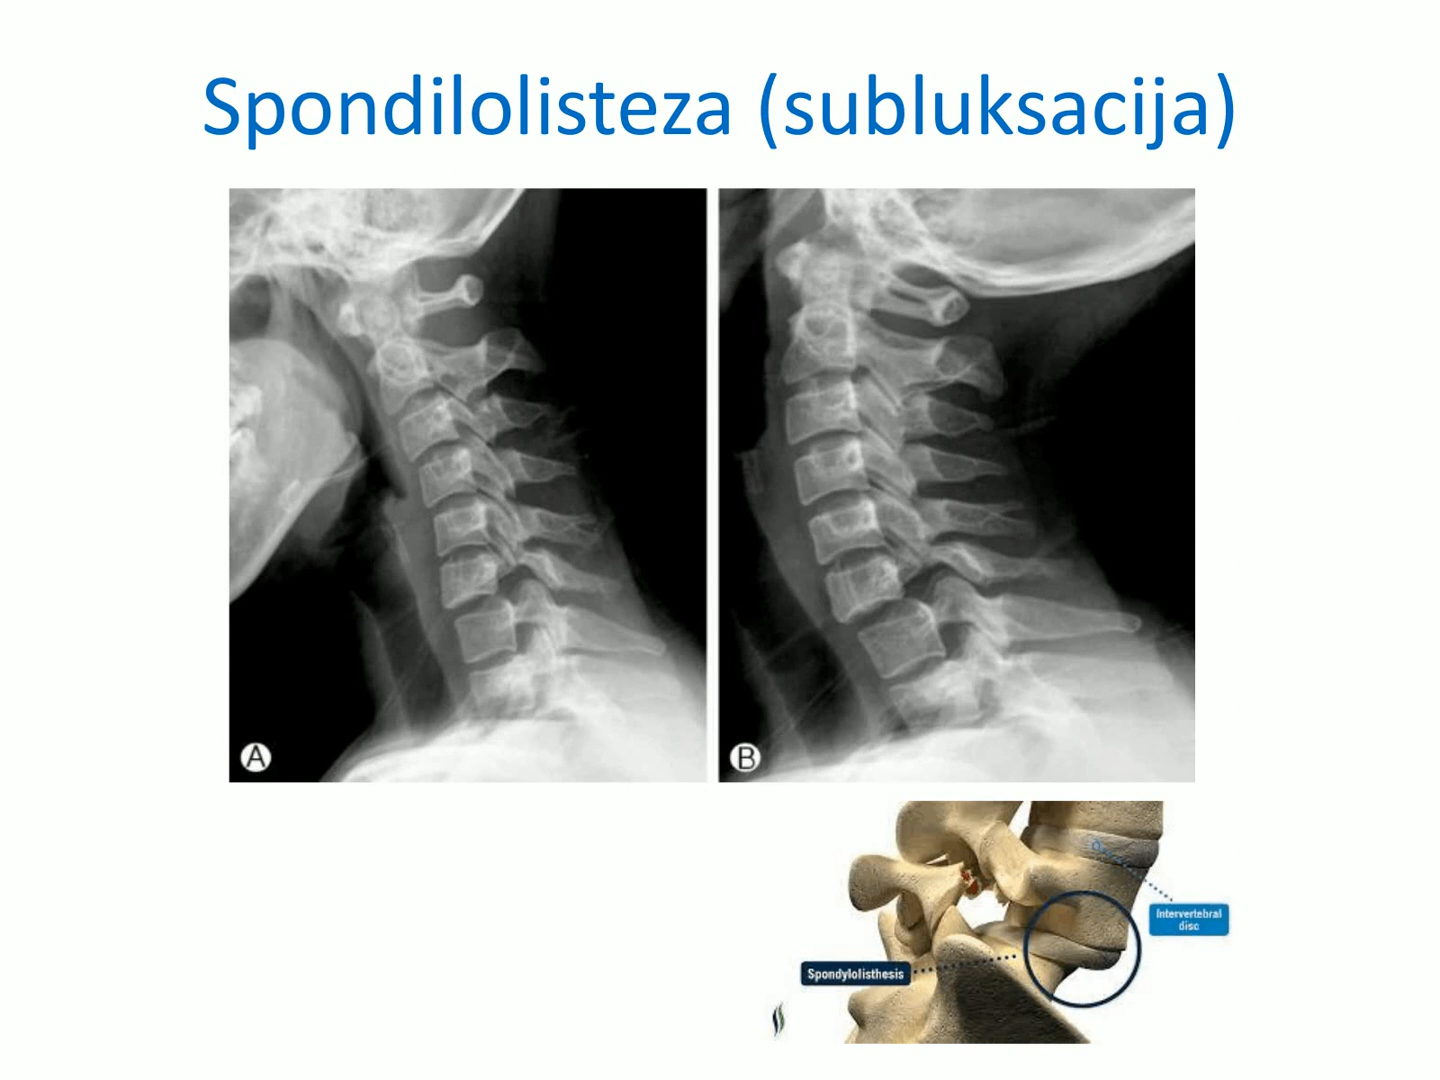 Spondilolisteza (subluksacija)
A
B
Intervertebral
disc
Spondylolisthesis